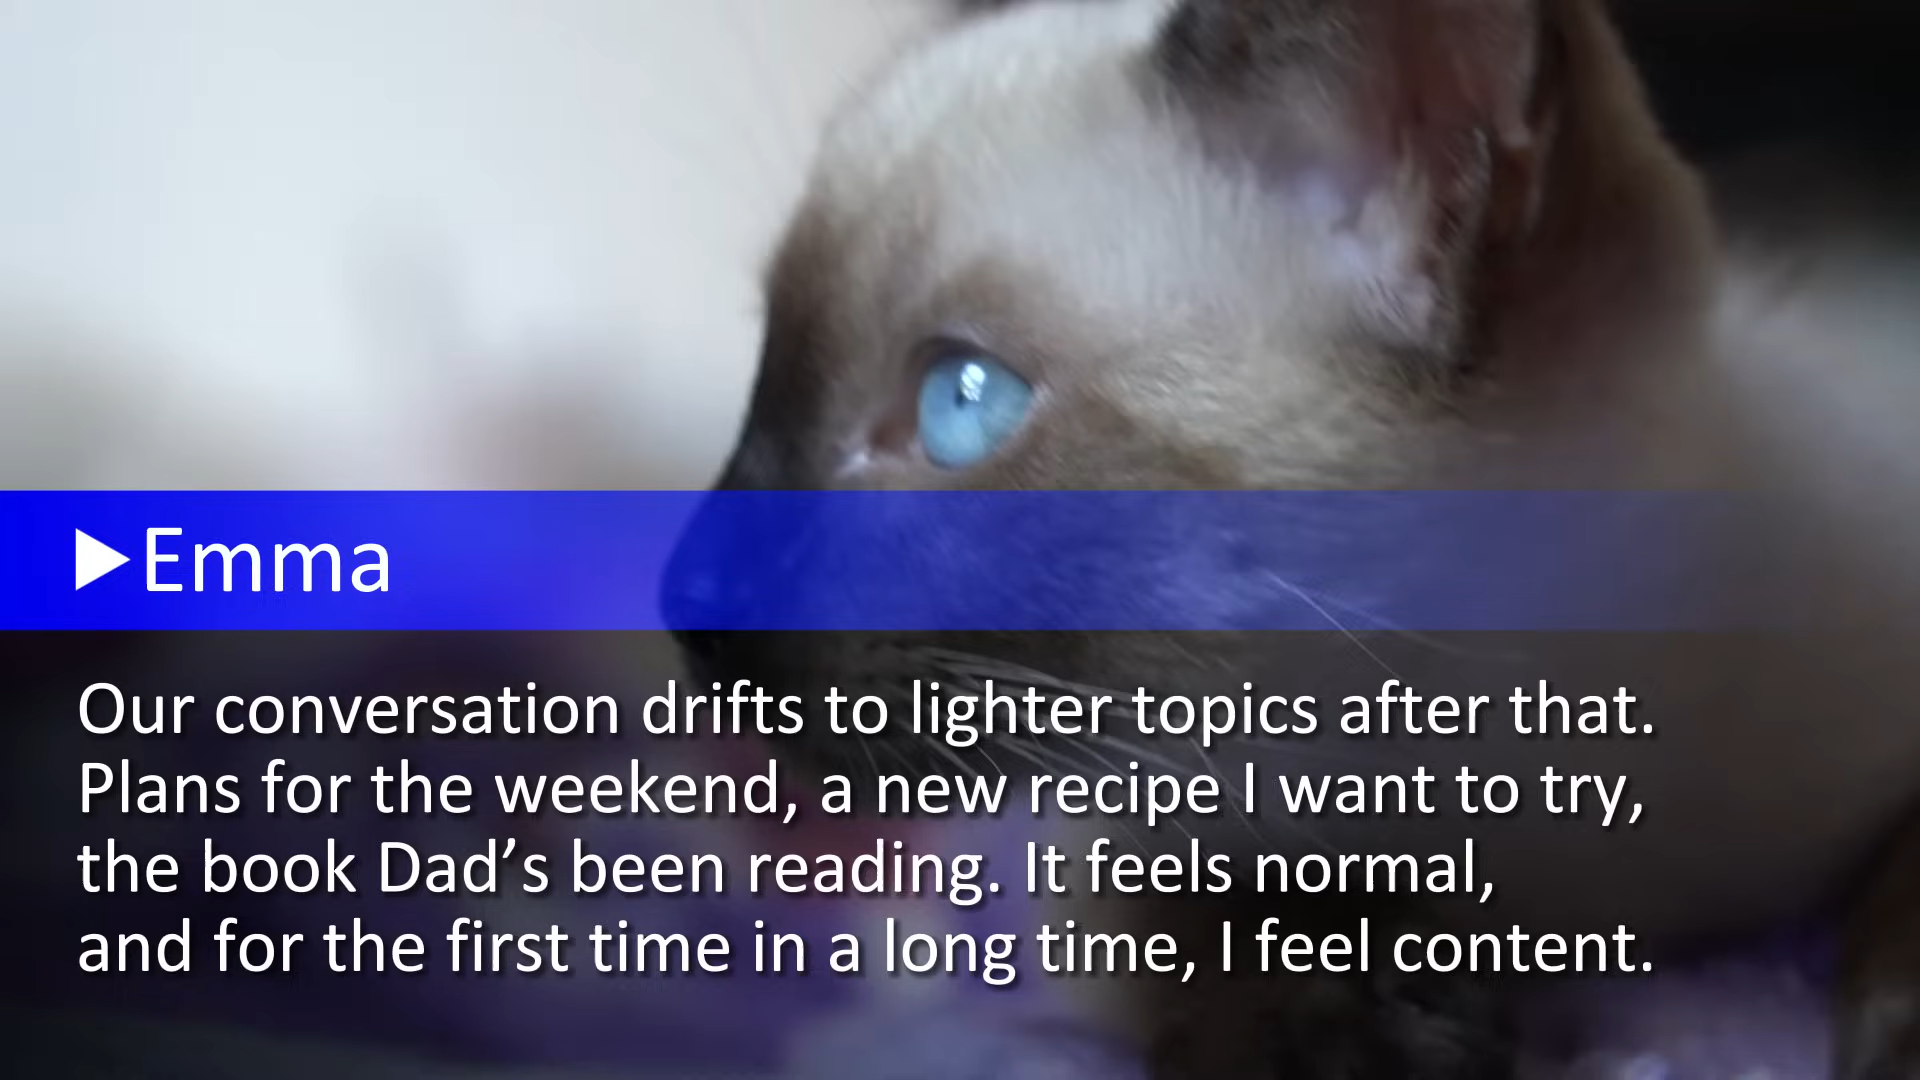 ▶Emma
Our conversation drifts to lighter topics after that.
Plans for the weekend, a new recipe I want to try,
the book Dad’s been reading. It feels normal,
and for the first time in a long time, I feel content.